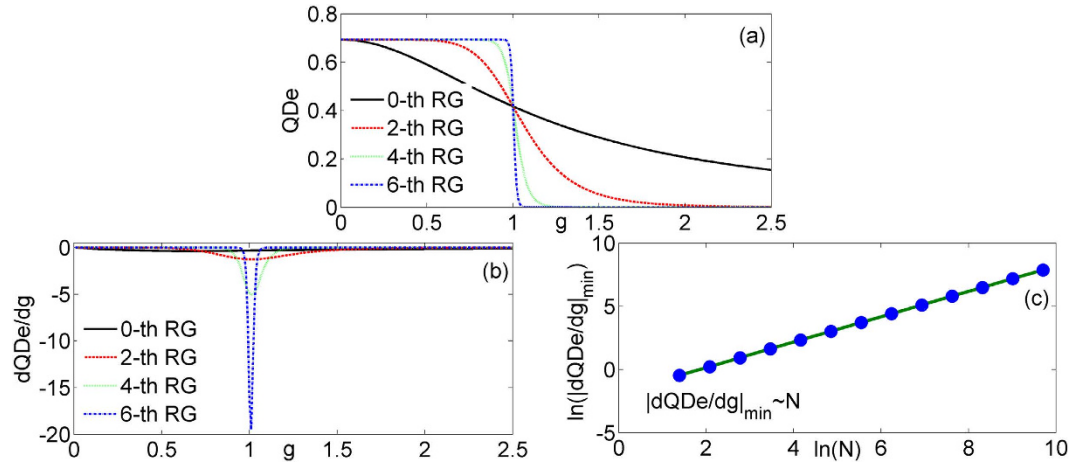 0.8
0.6
0.4
0.2
0
QDe
(a)
0-th RG
2-th RG
4-th RG
6-th RG
0 0.5 1 g 1.5 2 2.5
0
-5
-10
-15
-20
dQDe/dg
(b)
0-th RG
2-th RG
4-th RG
6-th RG
0 0.5 1 g 1.5 2 2.5
10
5
0
-5
ln(|dQDe/dg|min)
(c)
|dQDe/dg|min~N
0 2 4 6 ln(N) 8 10